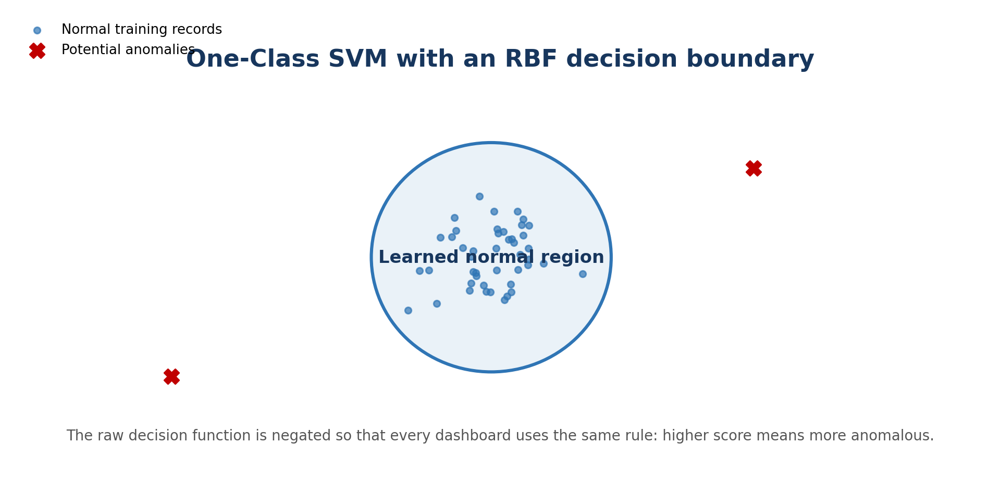 Normal training records
Potential anomalies
One-Class SVM with an RBF decision boundary
Learned normal region
The raw decision function is negated so that every dashboard uses the same rule: higher score means more anomalous.